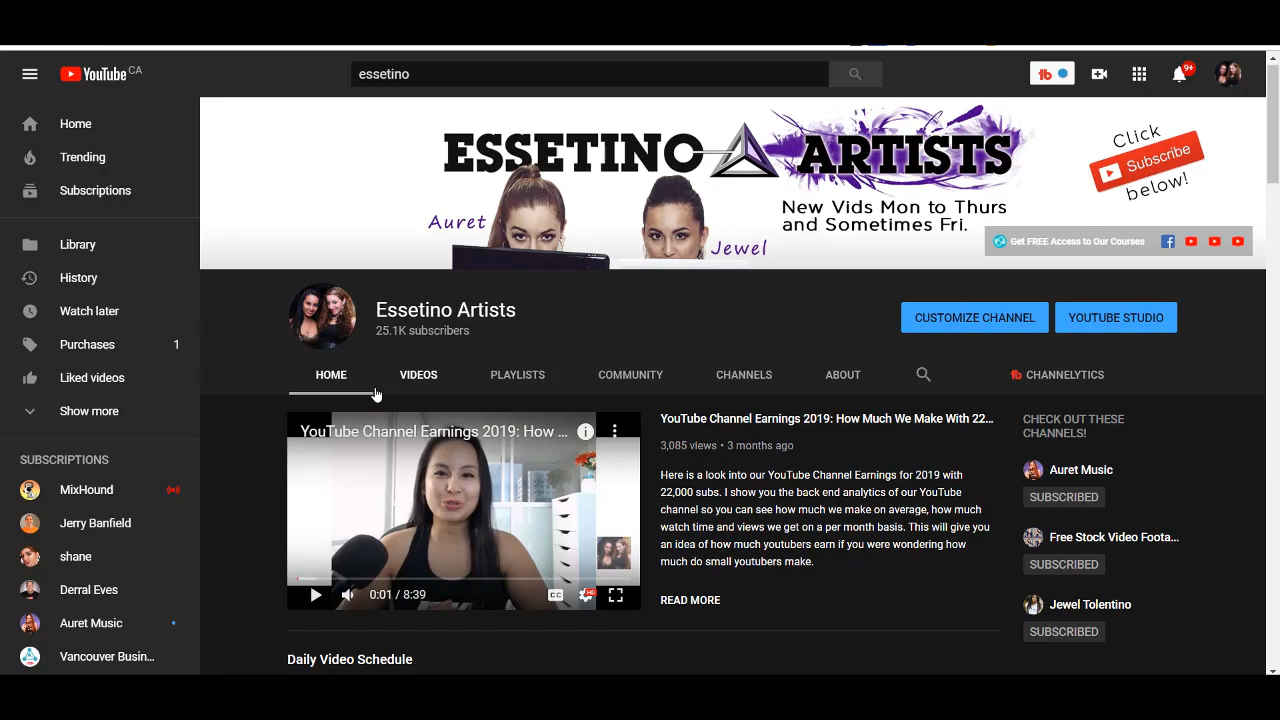 YouTube CA
essetino
9+
Home
Trending
Subscriptions
Library
History
Watch later
Purchases 1
Liked videos
Show more
SUBSCRIPTIONS
MixHound
Jerry Banfield
shane
Derral Eves
Auret Music
Vancouver Busin...
ESSETINO ARTISTS
Auret
Jewel
New Vids Mon to Thurs
and Sometimes Fri.
Click
Subscribe
below!
Get FREE Access to Our Courses
Essetino Artists
25.1K subscribers
CUSTOMIZE CHANNEL
YOUTUBE STUDIO
HOME VIDEOS PLAYLISTS COMMUNITY CHANNELS ABOUT tb CHANNELYTICS
YouTube Channel Earnings 2019: How ...
0:01 / 8:39
CC
HD
YouTube Channel Earnings 2019: How Much We Make With 22...
3,085 views • 3 months ago
Here is a look into our YouTube Channel Earnings for 2019 with
22,000 subs. I show you the back end analytics of our YouTube
channel so you can see how much we make on average, how much
watch time and views we get on a per month basis. This will give you
an idea of how much youtubers earn if you were wondering how
much do small youtubers make.
READ MORE
CHECK OUT THESE
CHANNELS!
Auret Music
SUBSCRIBED
Free Stock Video Foota...
SUBSCRIBED
Jewel Tolentino
SUBSCRIBED
Daily Video Schedule